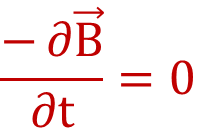 − ∂B⃗
∂t = 0